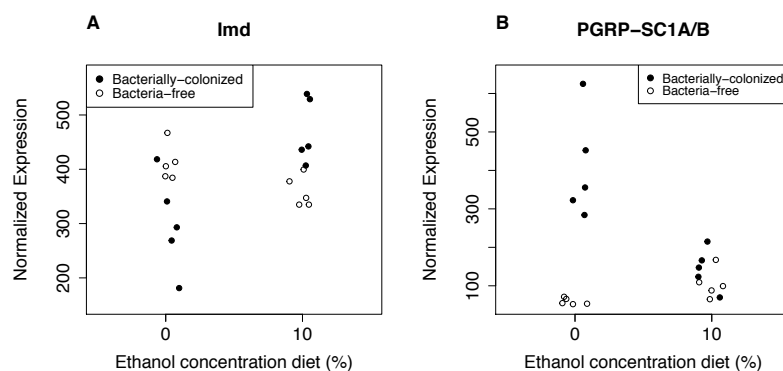 A
Imd
Bacterially-colonized
Bacteria-free
Normalized Expression
500
400
300
200
0
10
Ethanol concentration diet (%)
B
PGRP−SC1A/B
Bacterially-colonized
Bacteria-free
Normalized Expression
500
300
100
0
10
Ethanol concentration diet (%)